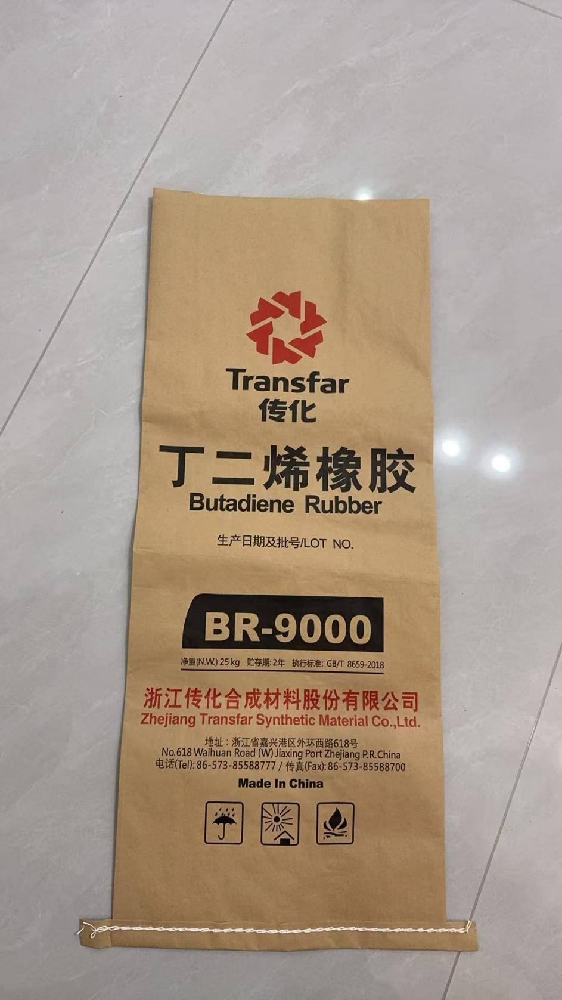 Transfar
传化
丁二烯橡胶
Butadiene Rubber
生产日期及批号/LOT NO.
BR-9000
净重(N.W.) 25 kg 贮存期: 2年 执行标准: GB/T 8659-2018
浙江传化合成材料股份有限公司
Zhejiang Transfar Synthetic Material Co.,Ltd.
地址：浙江省嘉兴港区外环西路618号
No.618 Waihuan Road (W) Jiaxing Port Zhejiang P.R.China
电话(Tel): 86-573-85588777 / 传真(Fax): 86-573-85588700
Made In China